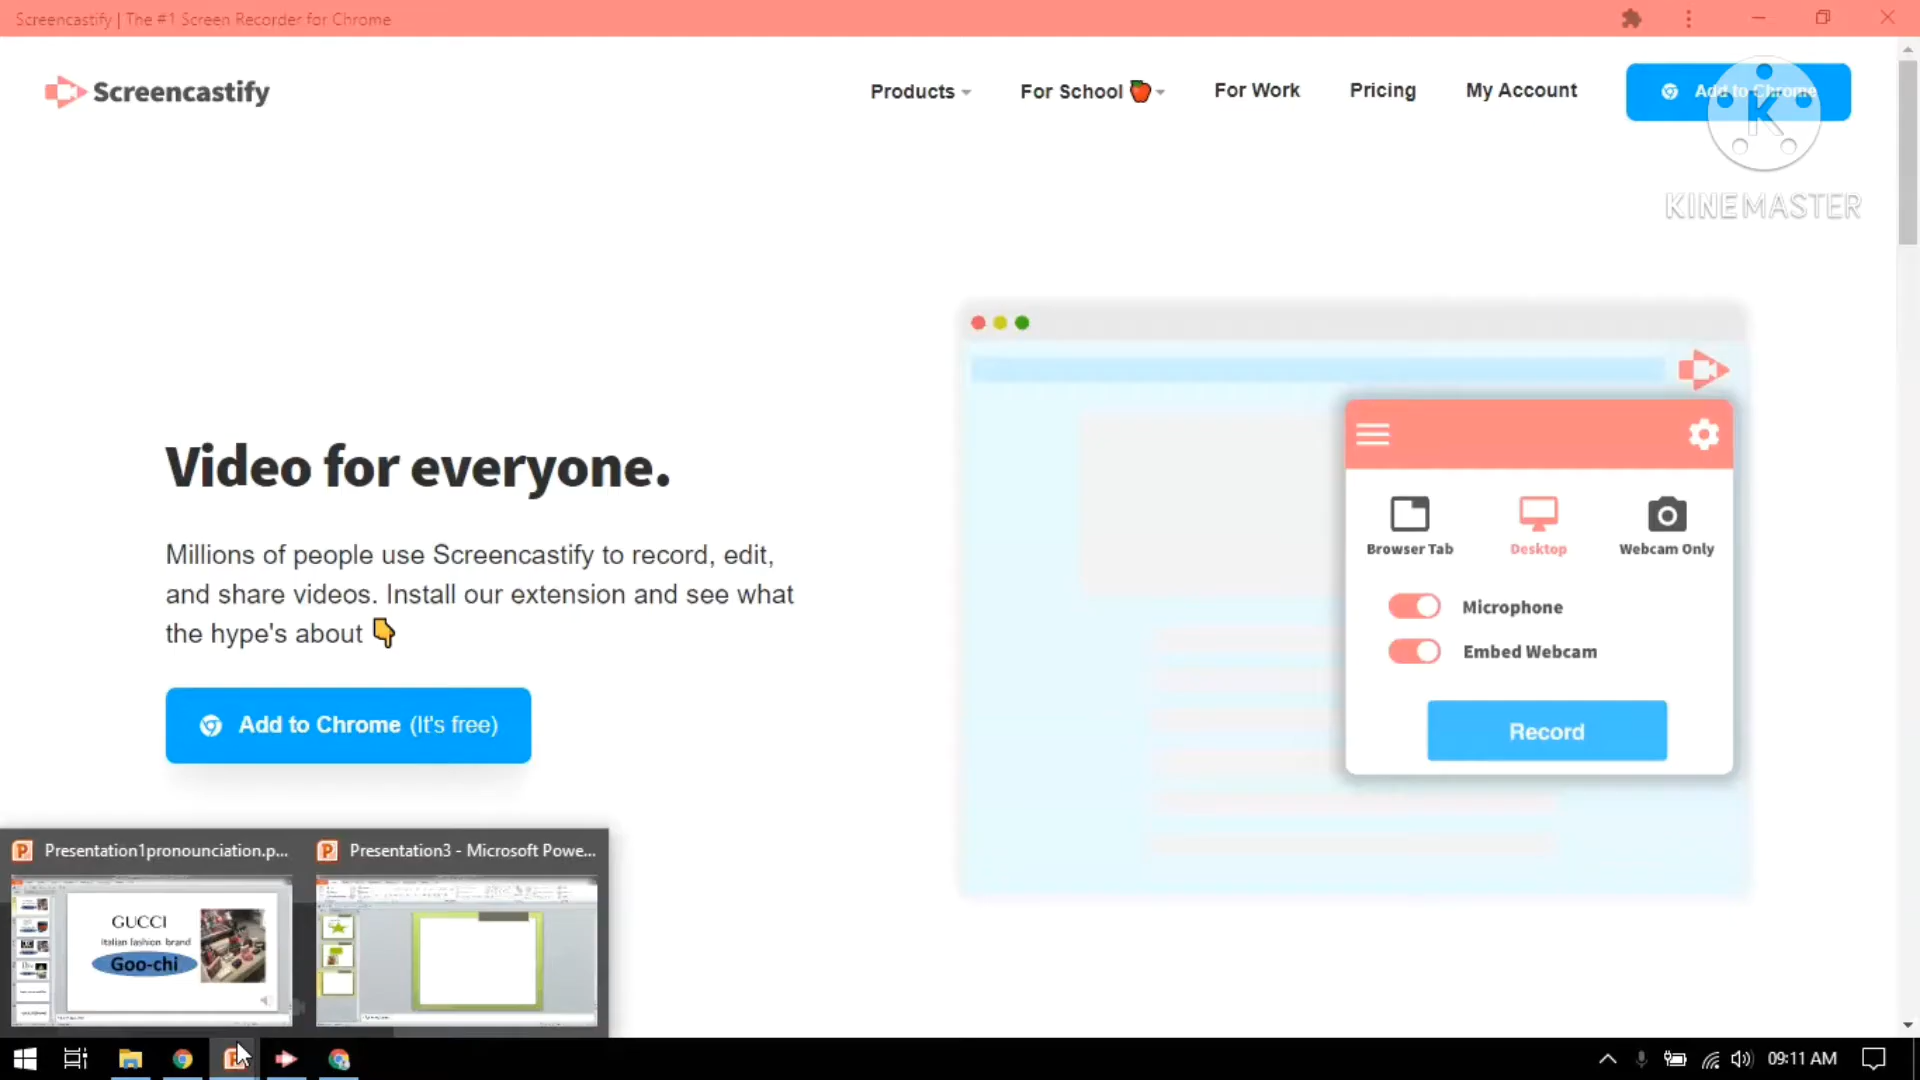 Screencastify | The #1 Screen Recorder for Chrome
Screencastify
Products
For School
For Work
Pricing
My Account
Add to Chrome
K
KINEMASTER
Video for everyone.
Millions of people use Screencastify to record, edit,
and share videos. Install our extension and see what
the hype's about
Add to Chrome (It's free)
Browser Tab
Desktop
Webcam Only
Microphone
Embed Webcam
Record
Presentation1pronounciation.p...
Presentation3 - Microsoft Powe...
GUCCI
Italian fashion brand
Goo-chi
09:11 AM